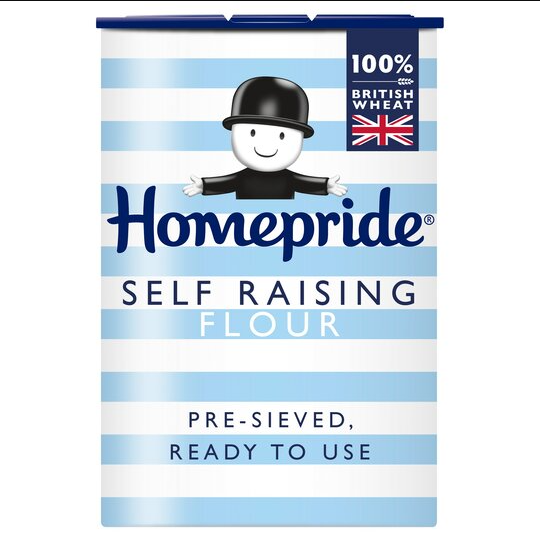 100%
BRITISH
WHEAT
Homepride®
SELF RAISING
FLOUR
PRE-SIEVED,
READY TO USE